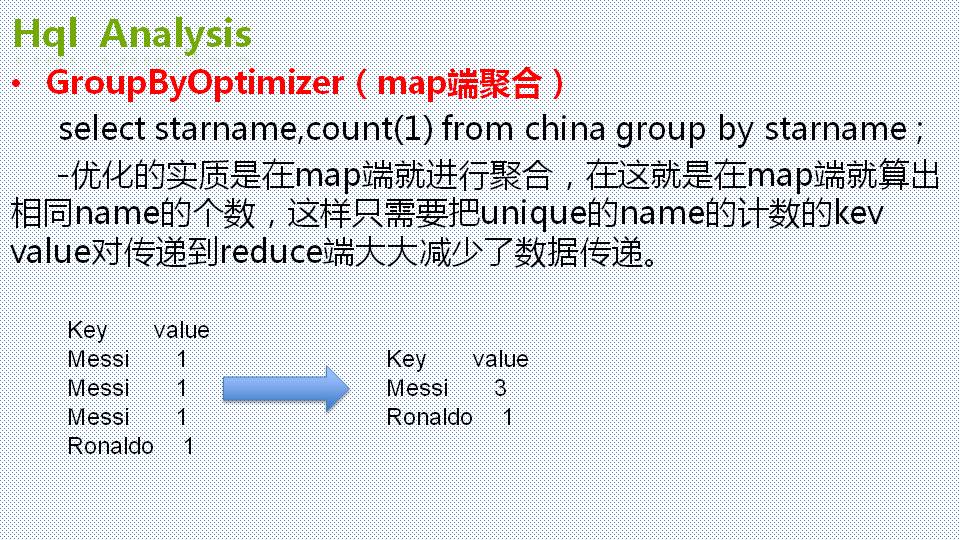 Hql Analysis
• GroupByOptimizer（map端聚合）
select starname,count(1) from china group by starname ;
-优化的实质是在map端就进行聚合，在这就是在map端就算出
相同name的个数，这样只需要把unique的name的计数的kev
value对传递到reduce端大大减少了数据传递。
Key value
Messi 1
Messi 1
Messi 1
Ronaldo 1
Key value
Messi 3
Ronaldo 1